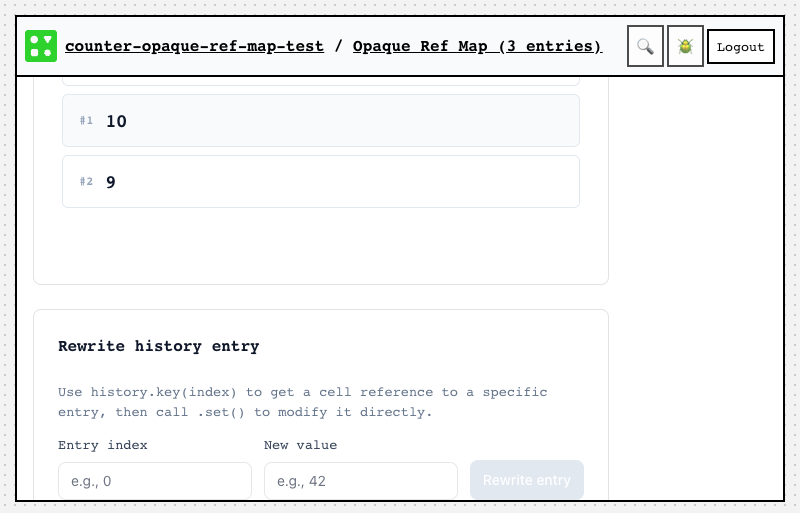 counter-opaque-ref-map-test / Opaque Ref Map (3 entries)
Logout
#1 10
#2 9
Rewrite history entry
Use history.key(index) to get a cell reference to a specific
entry, then call .set() to modify it directly.
Entry index New value
e.g., 0 e.g., 42 Rewrite entry